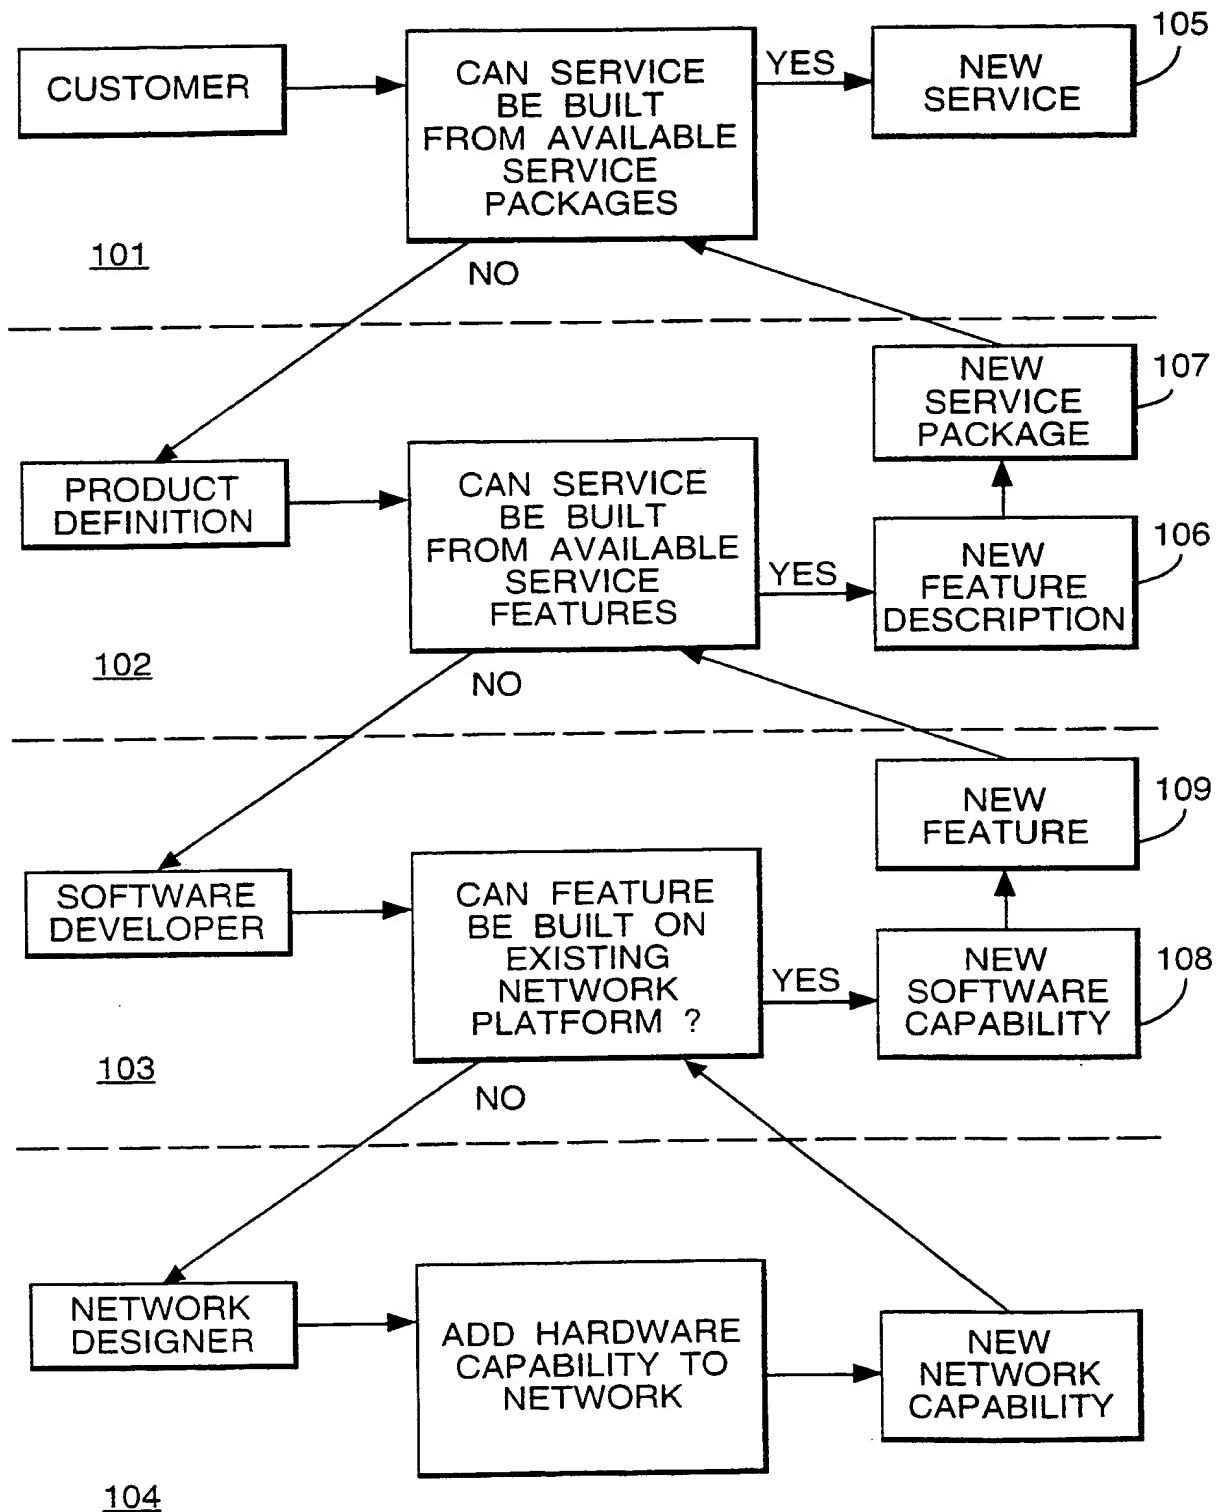 CUSTOMER
CAN SERVICE
BE BUILT
FROM AVAILABLE
SERVICE
PACKAGES
YES
NEW
SERVICE
105
101
NO
NEW
SERVICE
PACKAGE
107
PRODUCT
DEFINITION
CAN SERVICE
BE BUILT
FROM AVAILABLE
SERVICE
FEATURES
YES
NEW
FEATURE
DESCRIPTION
106
102
NO
NEW
FEATURE
109
SOFTWARE
DEVELOPER
CAN FEATURE
BE BUILT ON
EXISTING
NETWORK
PLATFORM ?
YES
NEW
SOFTWARE
CAPABILITY
108
103
NO
NETWORK
DESIGNER
ADD HARDWARE
CAPABILITY TO
NETWORK
NEW
NETWORK
CAPABILITY
104